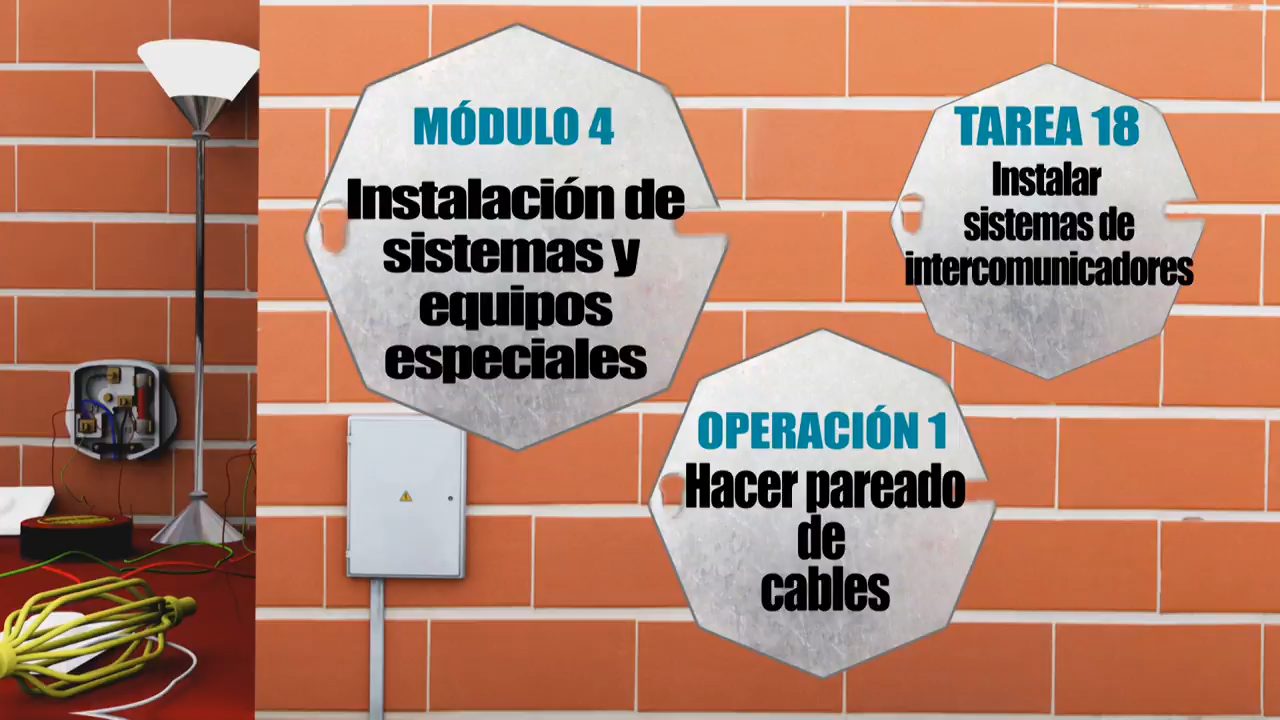 MÓDULO 4
Instalación de
sistemas y
equipos
especiales
TAREA 18
Instalar
sistemas de
intercomunicadores
OPERACIÓN 1
Hacer pareado
de
cables